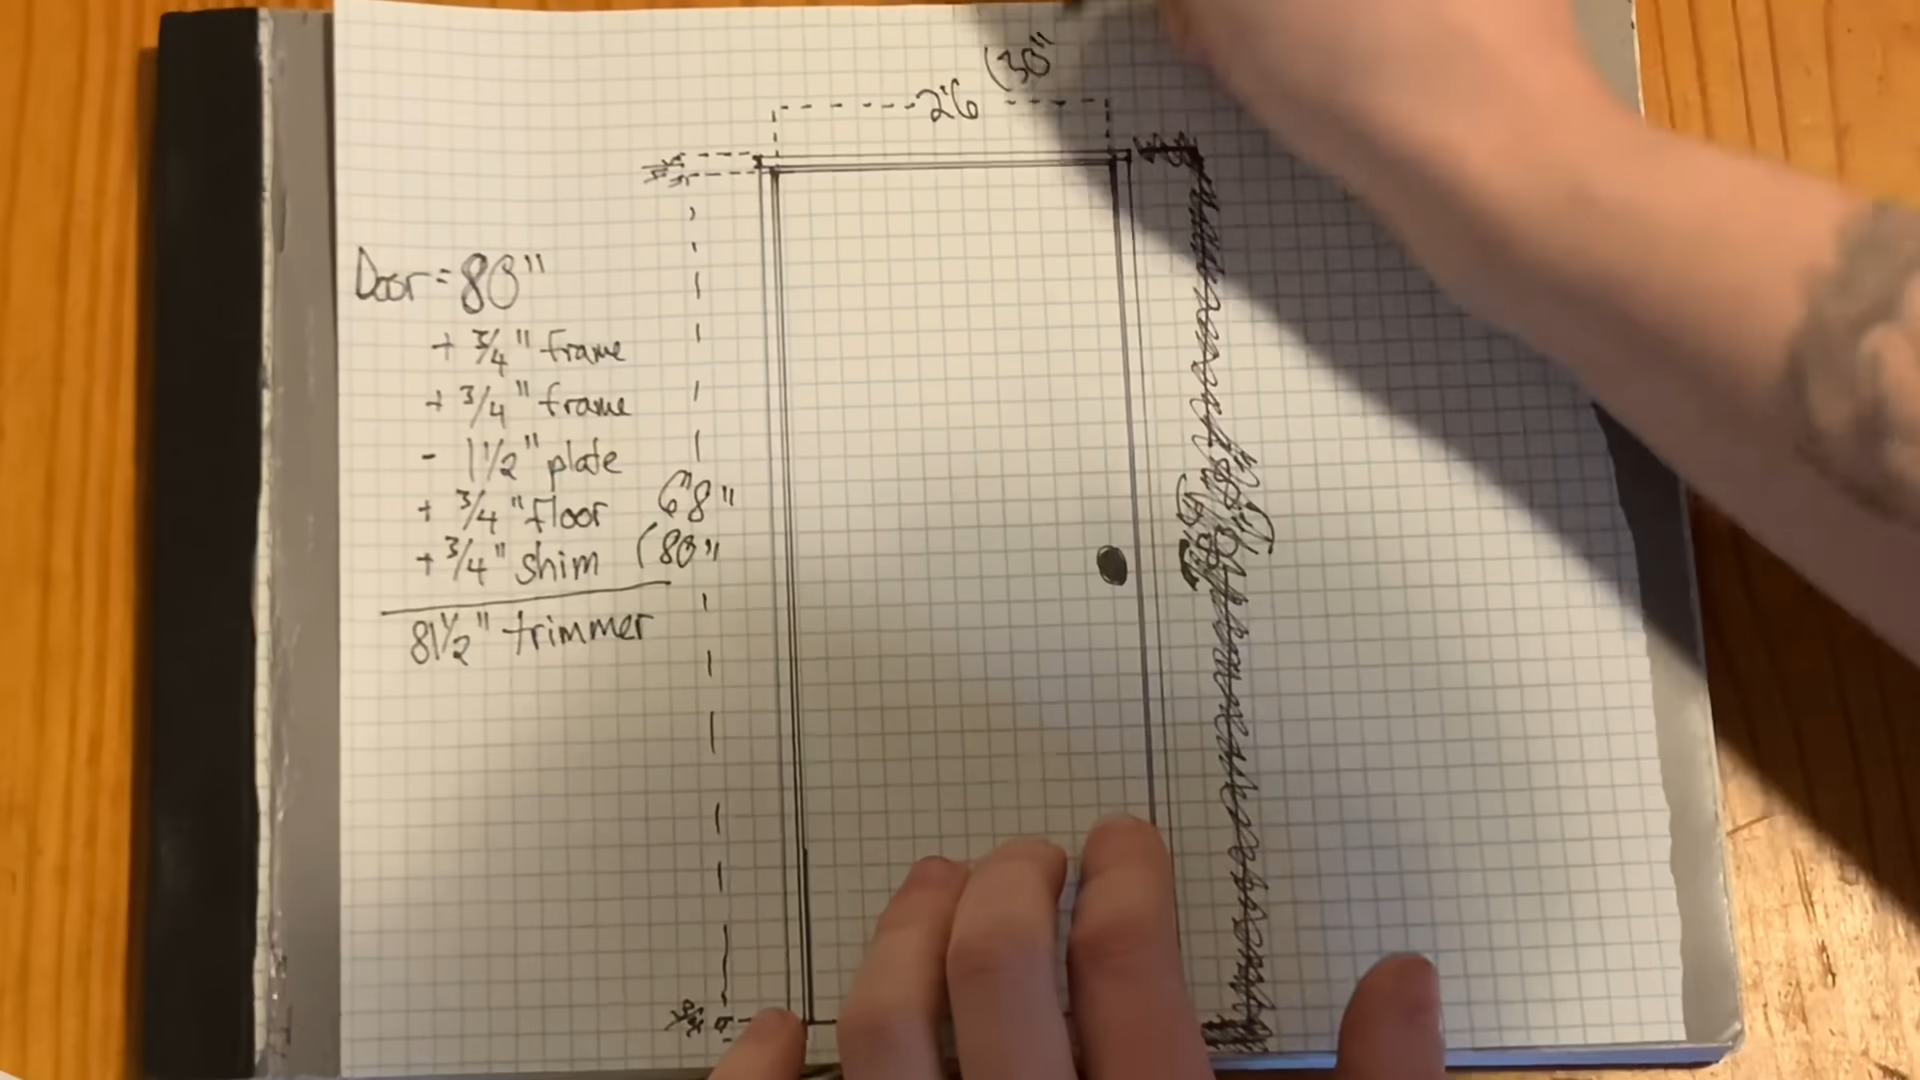 (30"
2'6
Door = 80"
+ 3/4" frame
+ 3/4" frame
- 1 1/2" plate
+ 3/4" floor
+ 3/4" shim
81 1/2" trimmer
6"8"
(80"